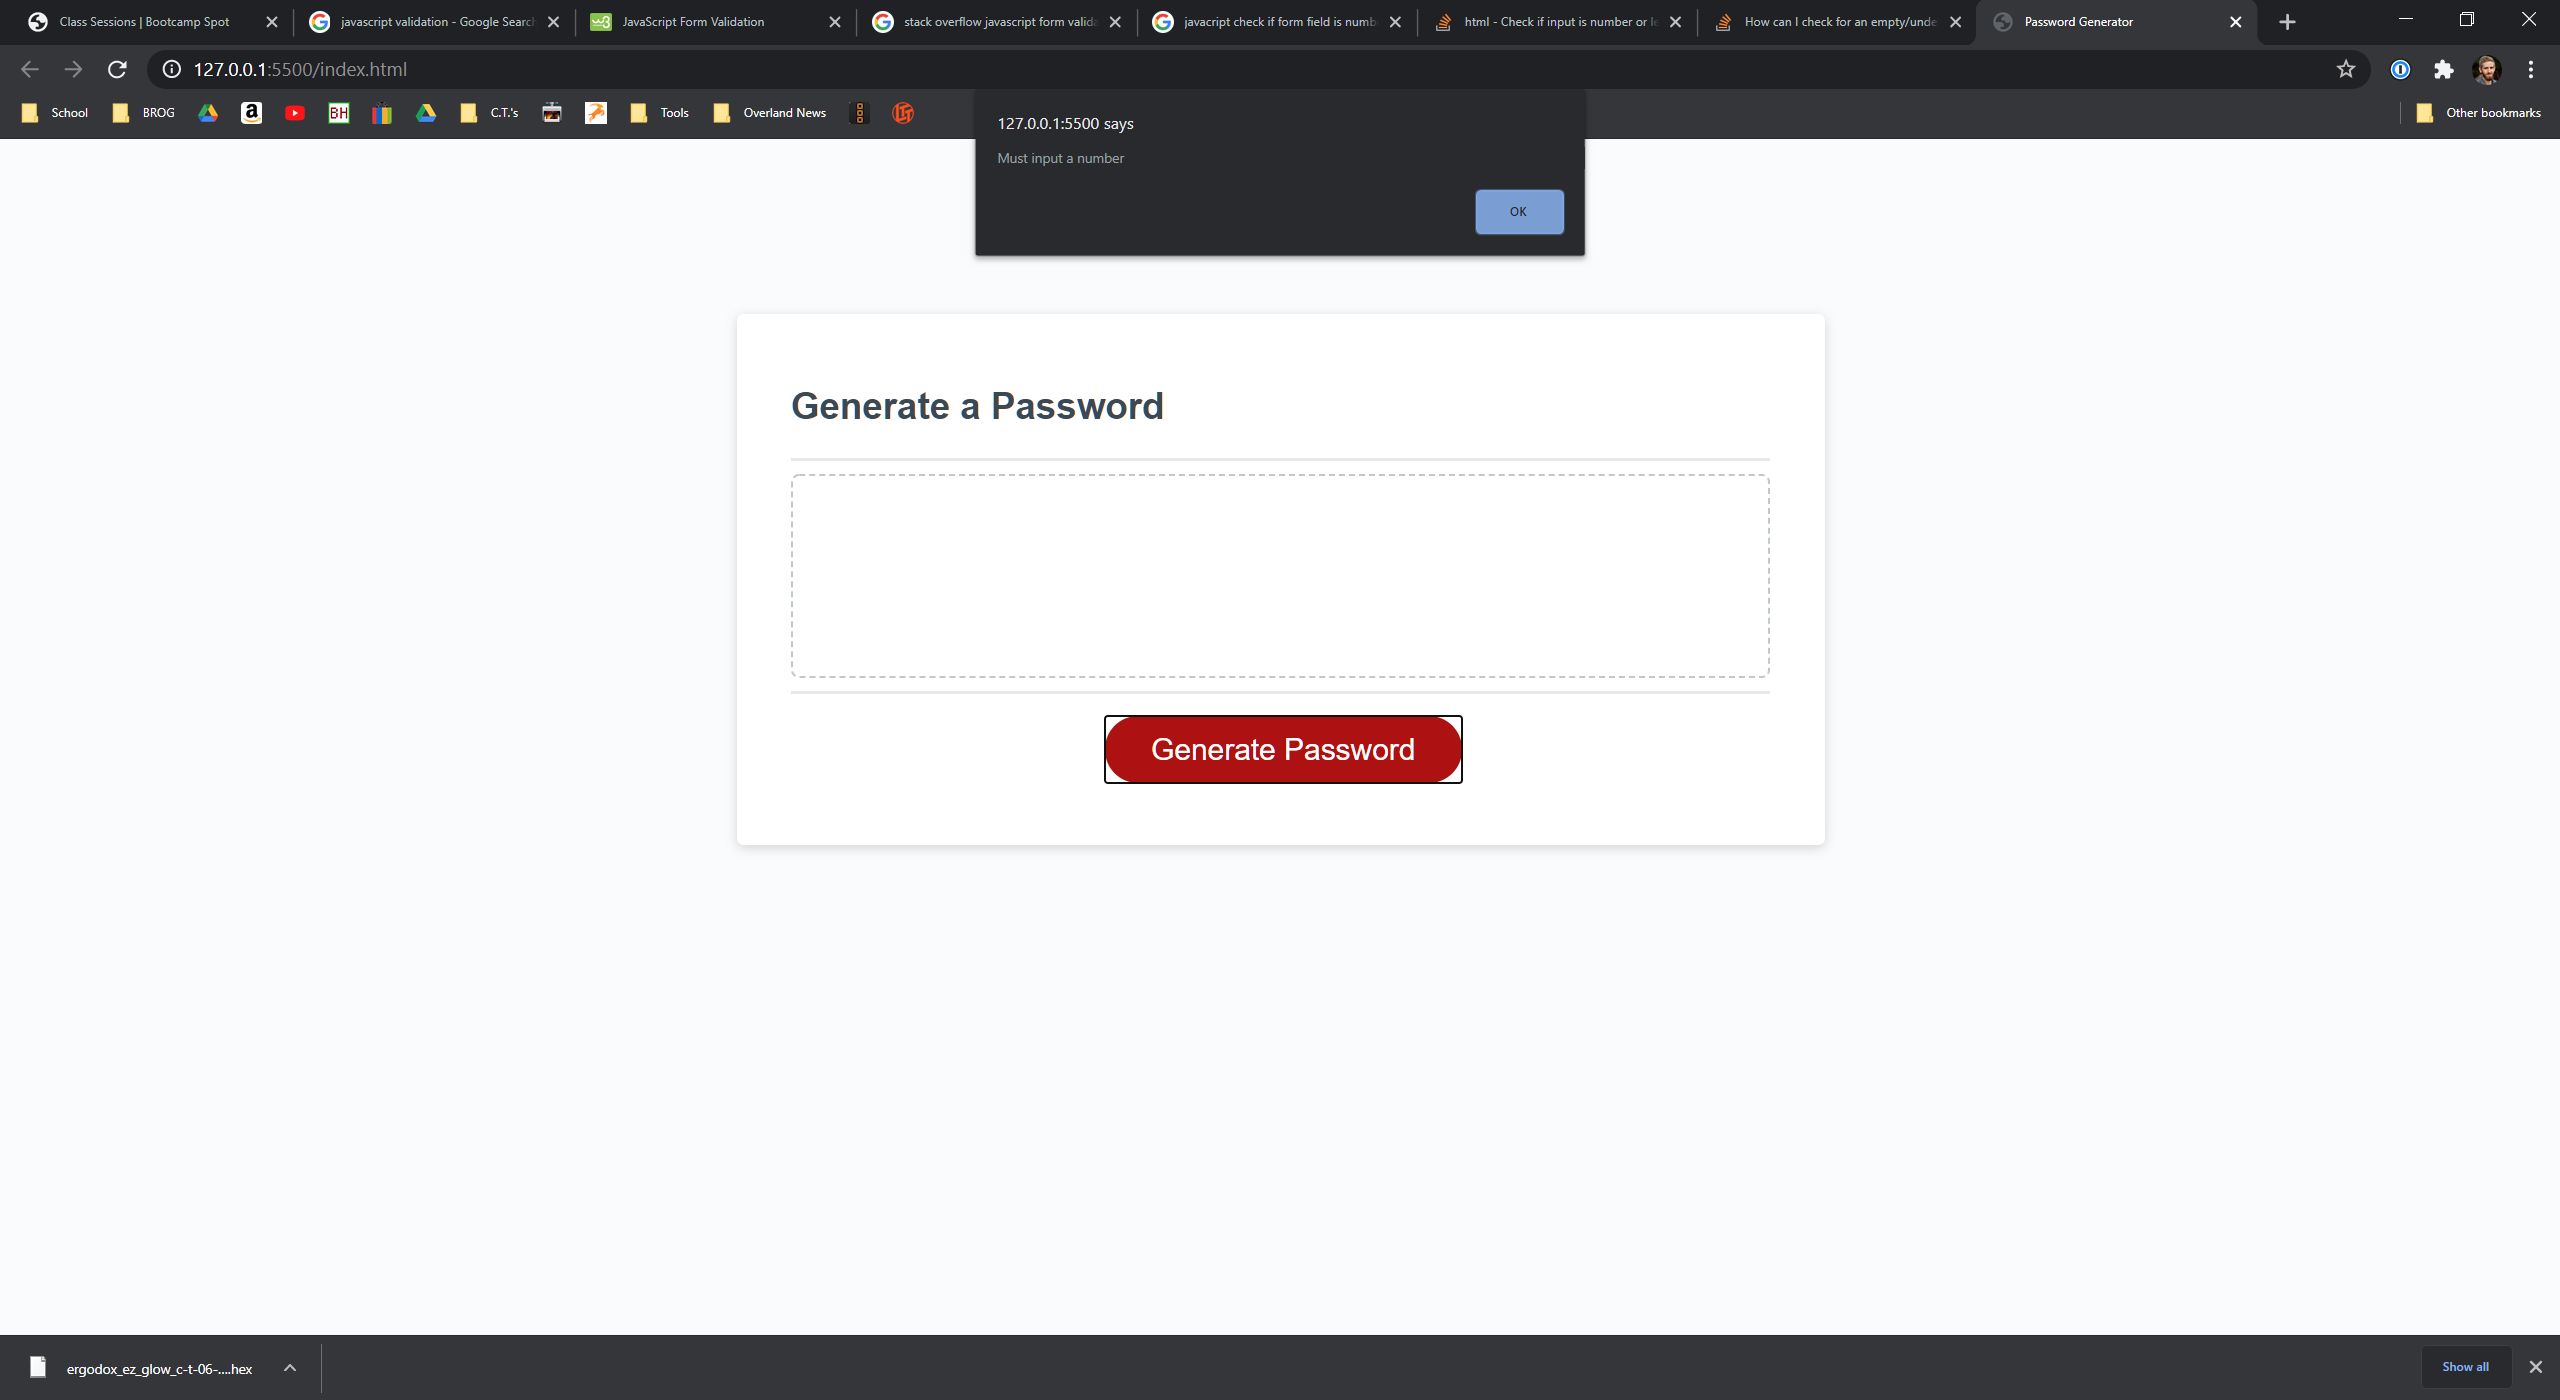 Class Sessions | Bootcamp Spot
javascript validation - Google Search
JavaScript Form Validation
stack overflow javascript form valida
javacript check if form field is numb
html - Check if input is number or le
How can I check for an empty/unde
Password Generator
127.0.0.1:5500/index.html
School
BROG
a
BH
C.T.'s
Tools
Overland News
Other bookmarks
127.0.0.1:5500 says
Must input a number
OK
Generate a Password
Generate Password
ergodox_ez_glow_c-t-06-....hex
Show all